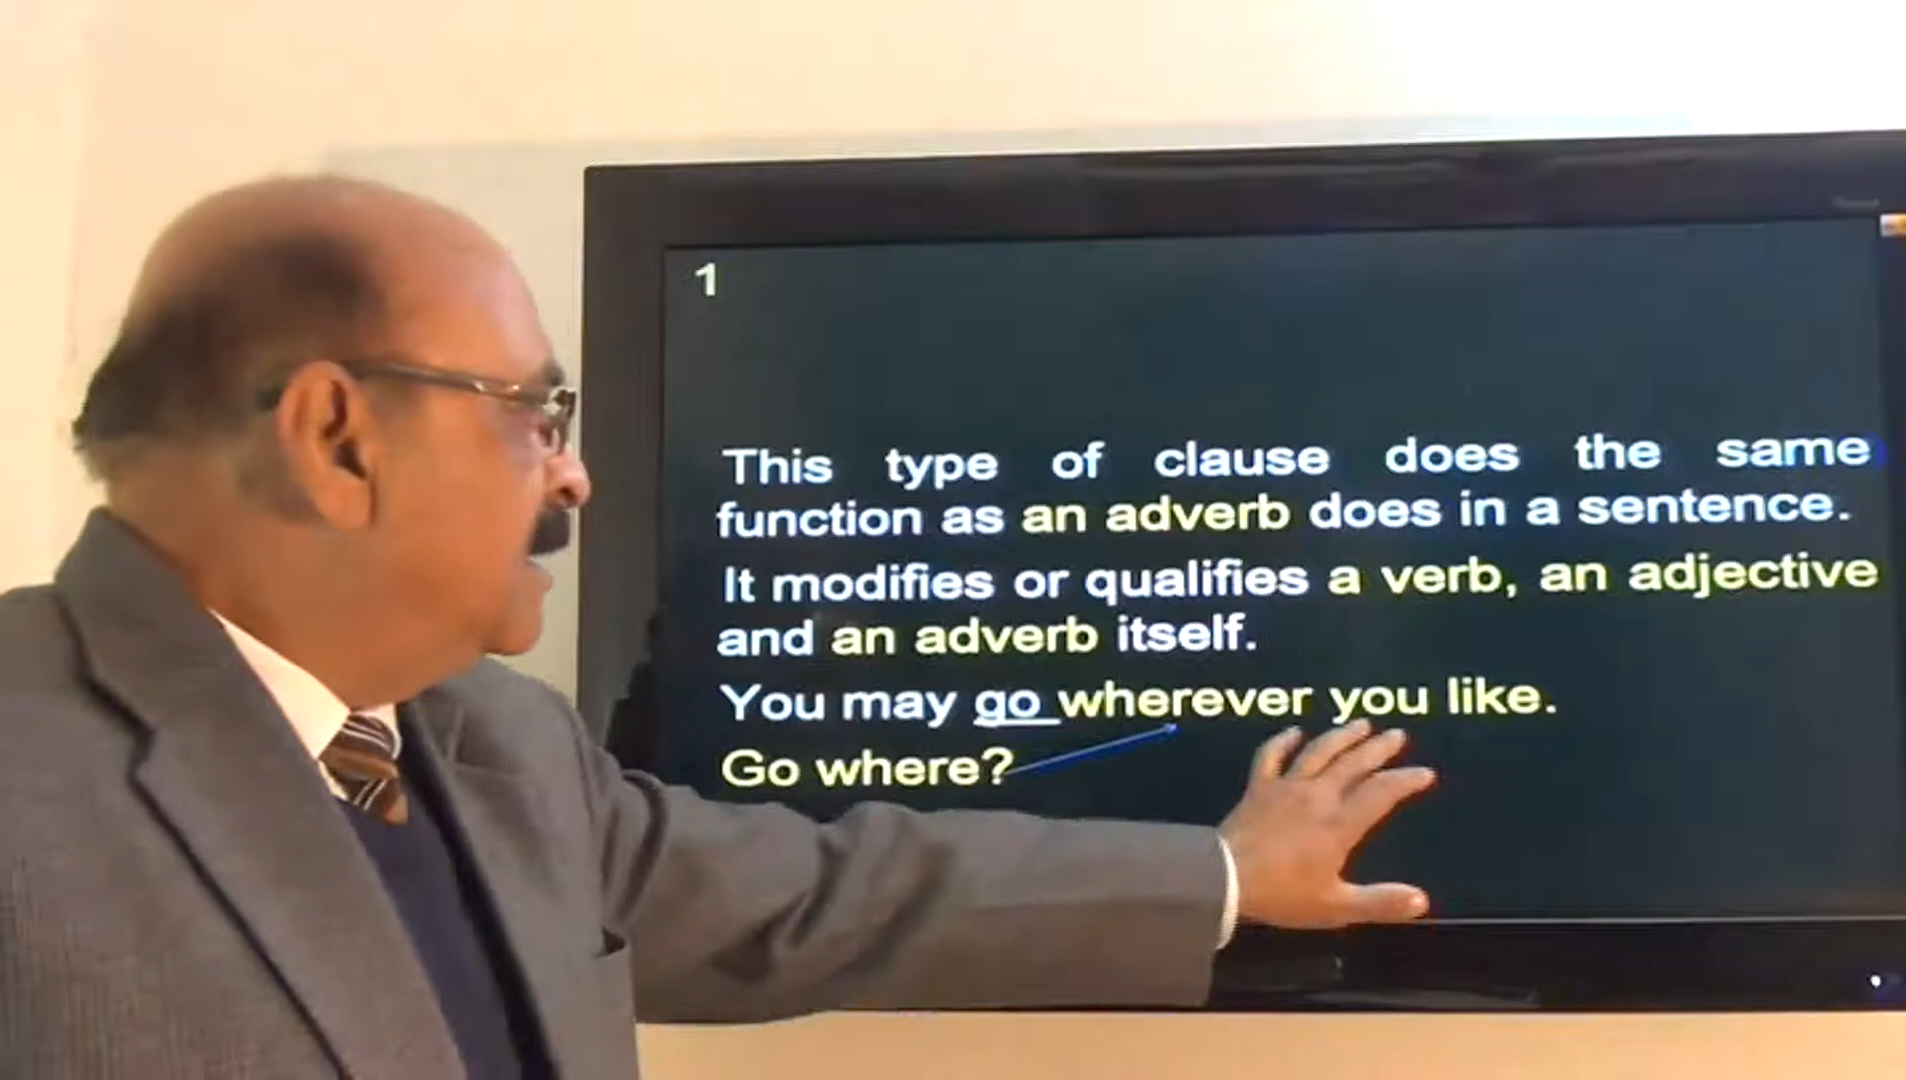 1
This type of clause does the same
function as an adverb does in a sentence.
It modifies or qualifies a verb, an adjective
and an adverb itself.
You may go wherever you like.
Go where?